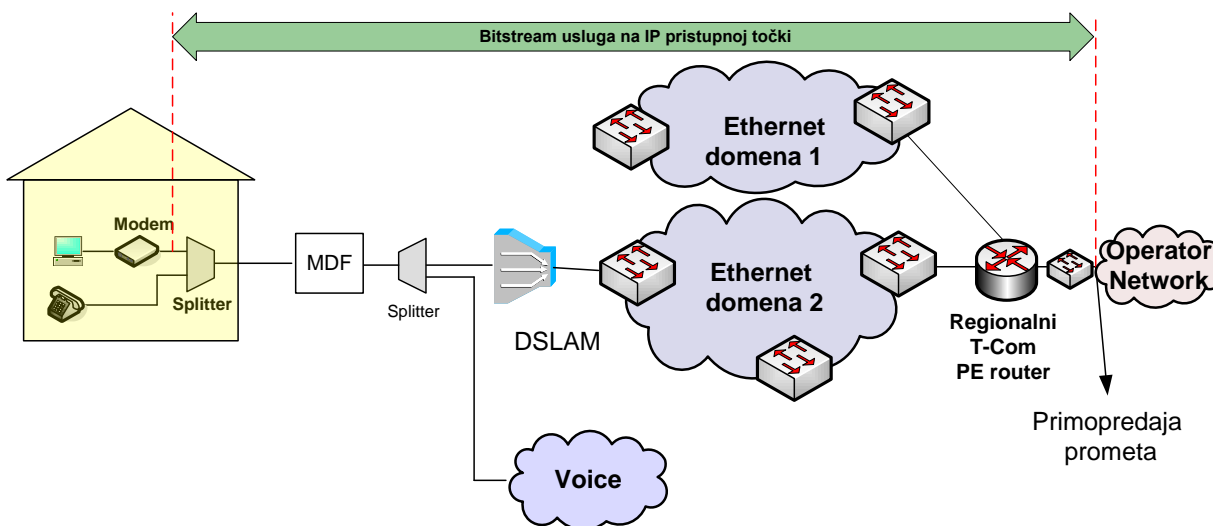 Bitstream usluga na IP pristupnoj točki
Ethernet
domena 1
Modem
Splitter
MDF
Splitter
DSLAM
Ethernet
domena 2
Regionalni
T-Com
PE router
Operator
Network
Primopredaja
prometa
Voice